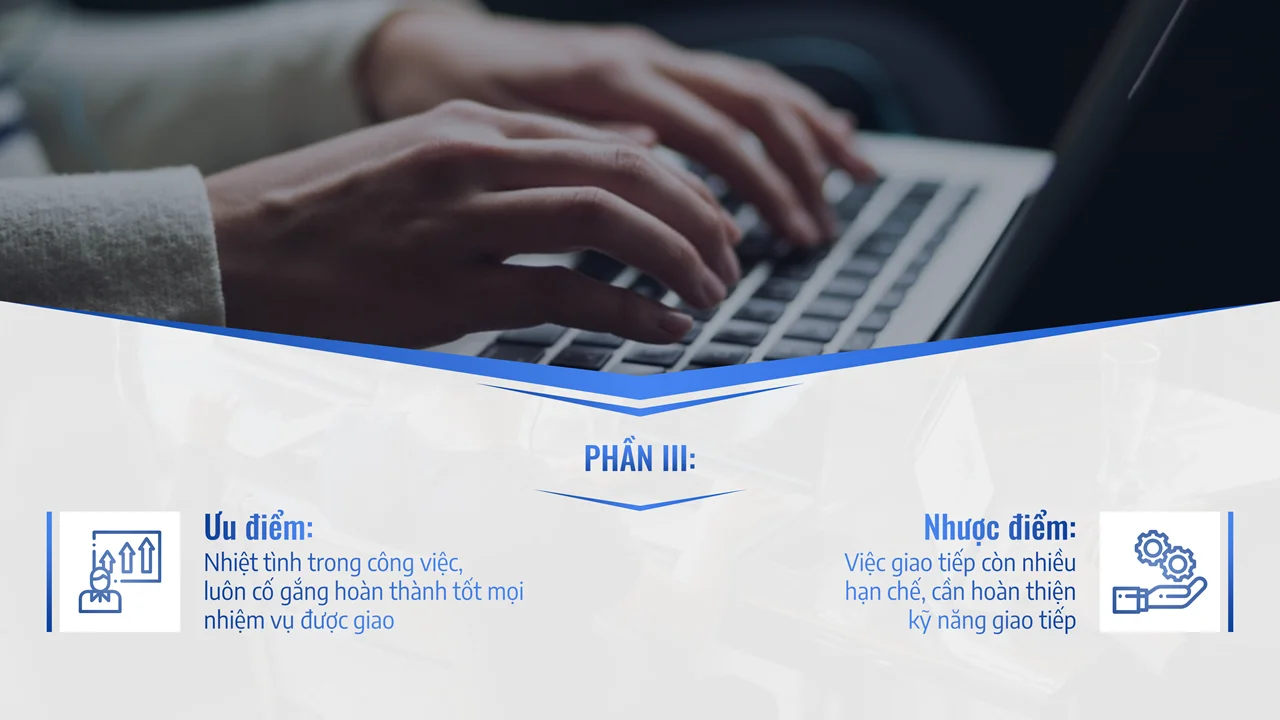 PHẦN III:
Ưu điểm:
Nhiệt tình trong công việc,
luôn cố gắng hoàn thành tốt mọi
nhiệm vụ được giao
Nhược điểm:
Việc giao tiếp còn nhiều
hạn chế, cần hoàn thiện
kỹ năng giao tiếp